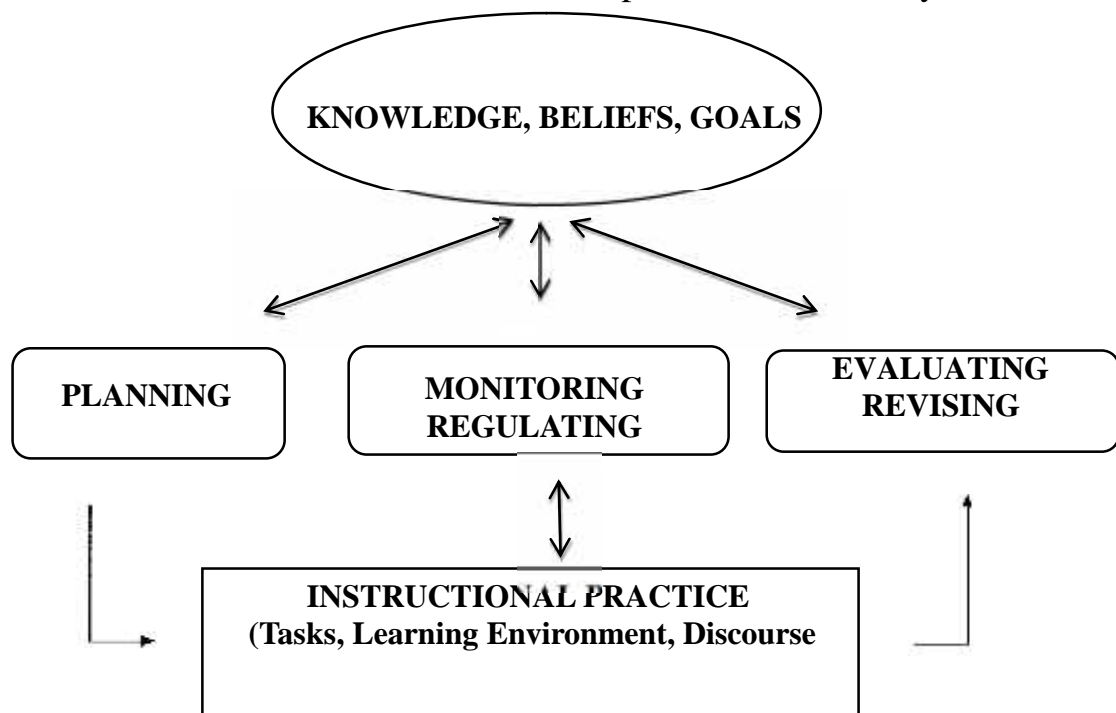 KNOWLEDGE, BELIEFS, GOALS
PLANNING
MONITORING
REGULATING
EVALUATING
REVISING
INSTRUCTIONAL PRACTICE
(Tasks, Learning Environment, Discourse